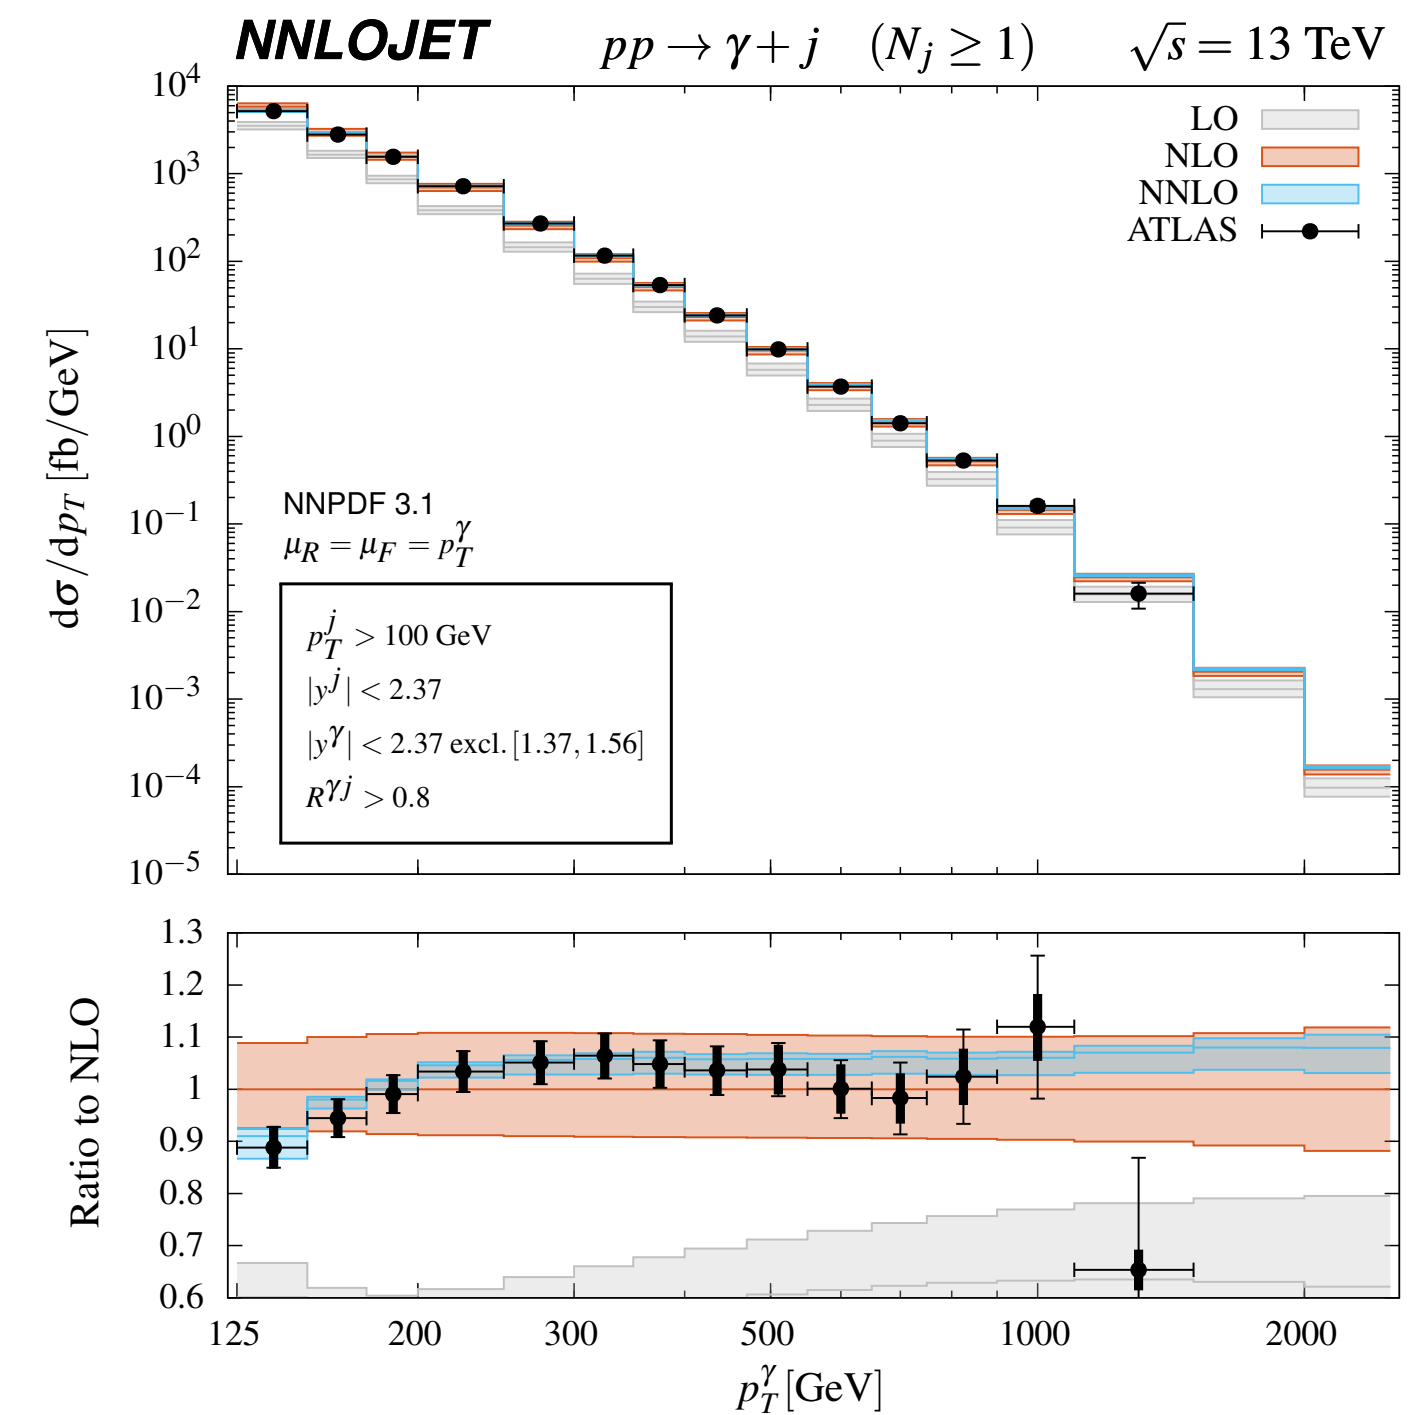 NNLOJET pp → γ + j (N_j ≥ 1) √s = 13 TeV
10^4
10^3
10^2
10^1
10^0
10^−1
10^−2
10^−3
10^−4
10^−5
dσ/dp_T [fb/GeV]
LO
NLO
NNLO
ATLAS
NNPDF 3.1
μ_R = μ_F = p_T^γ
p_T^j > 100 GeV
|y^j| < 2.37
|y^γ| < 2.37 excl. [1.37, 1.56]
R^γj > 0.8
1.3
1.2
1.1
1
0.9
0.8
0.7
0.6
Ratio to NLO
125 200 300 500 1000 2000
p_T^γ [GeV]